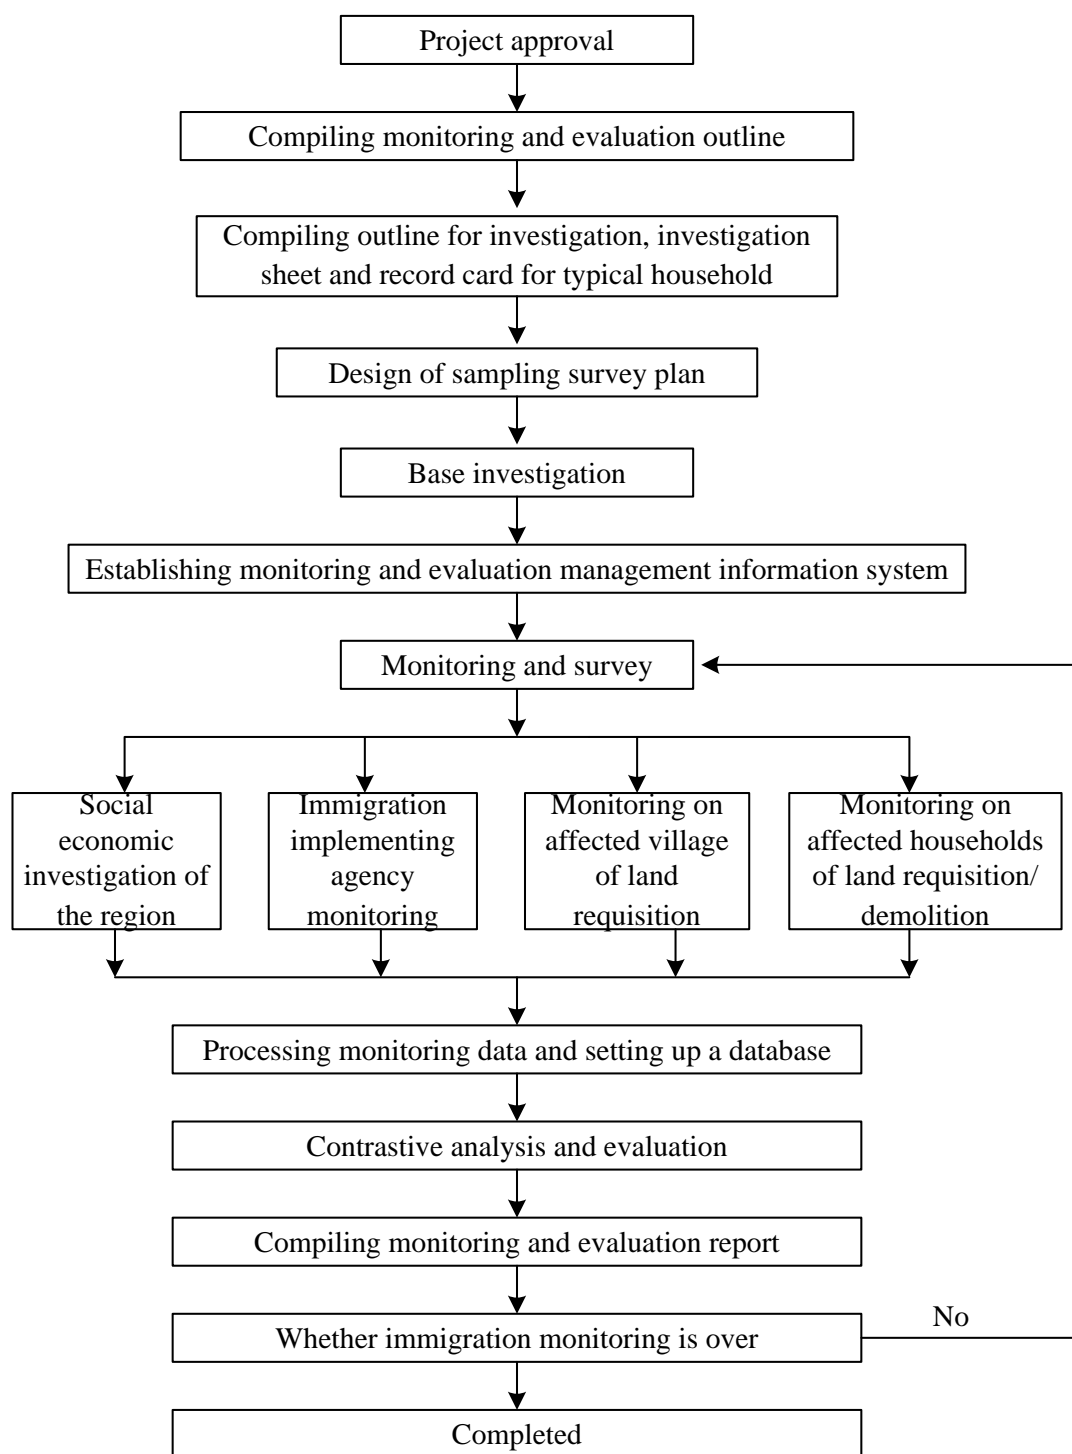 Project approval
Compiling monitoring and evaluation outline
Compiling outline for investigation, investigation
sheet and record card for typical household
Design of sampling survey plan
Base investigation
Establishing monitoring and evaluation management information system
Monitoring and survey
Social
economic
investigation of
the region
Immigration
implementing
agency
monitoring
Monitoring on
affected village
of land
requisition
Monitoring on
affected households
of land requisition/
demolition
Processing monitoring data and setting up a database
Contrastive analysis and evaluation
Compiling monitoring and evaluation report
Whether immigration monitoring is over
No
Completed